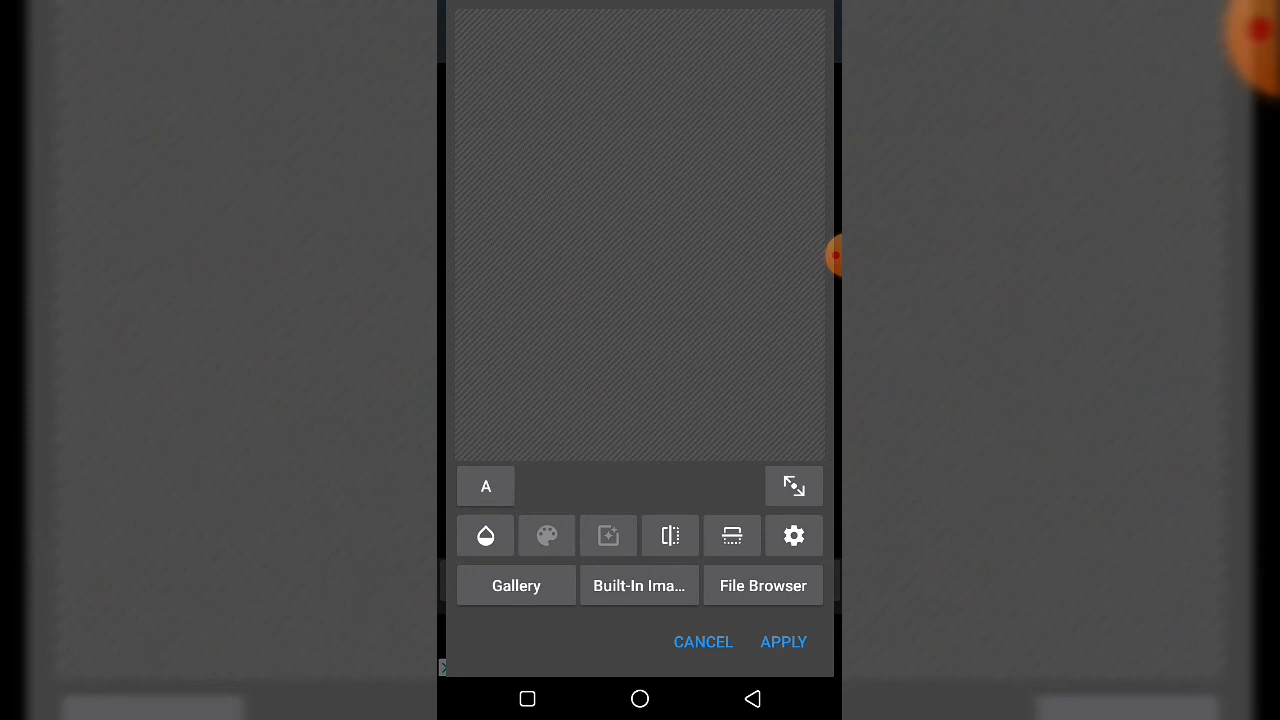 A
Gallery
Built-In Ima...
File Browser
CANCEL
APPLY